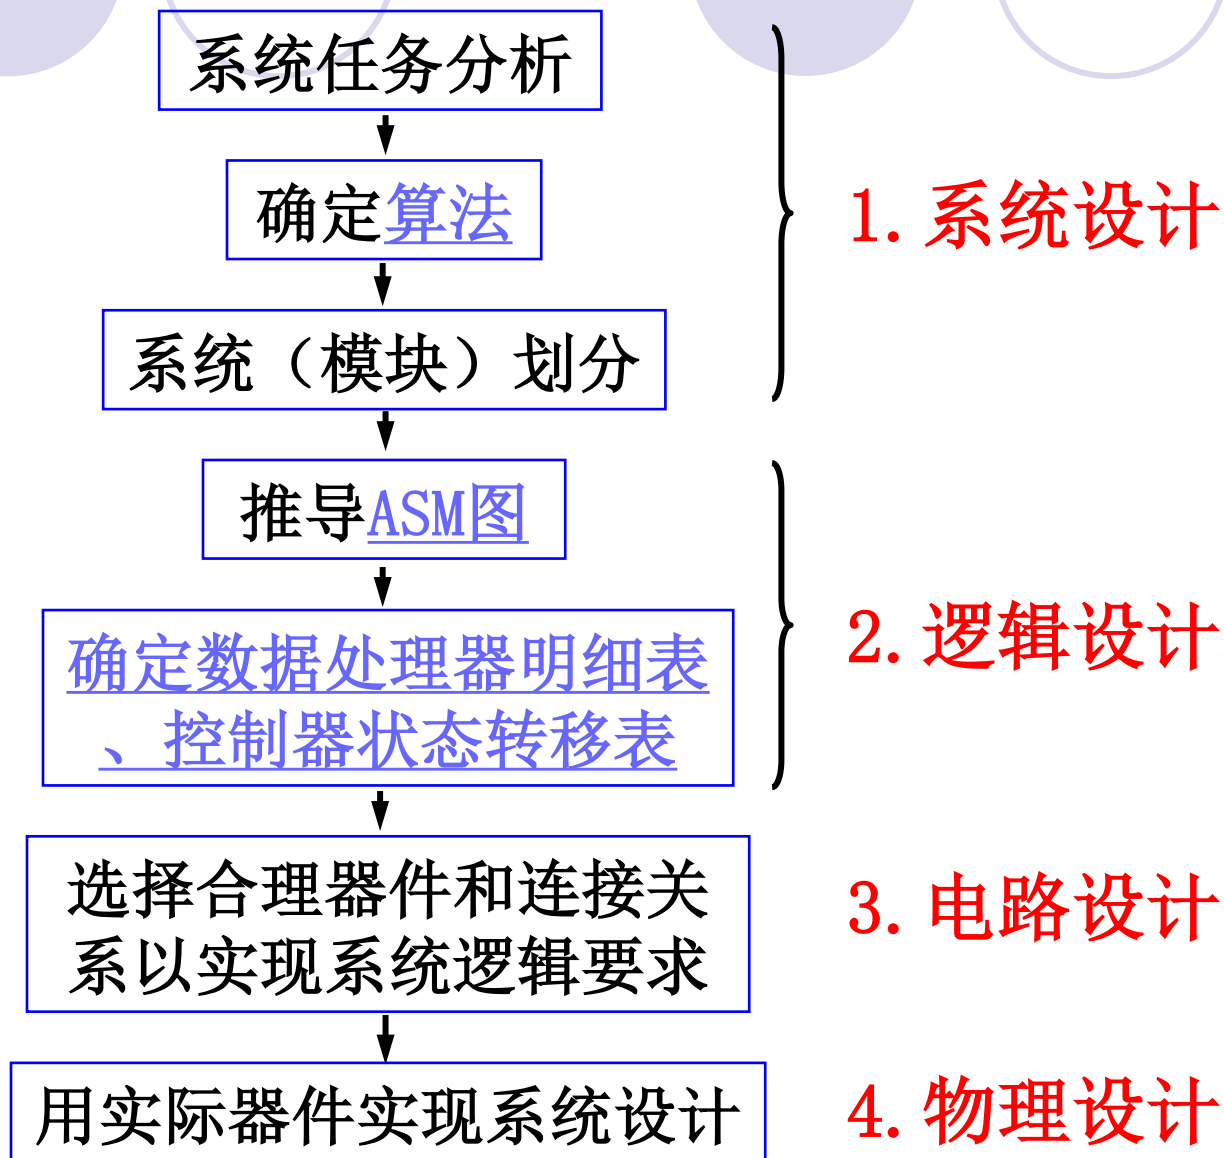 系统任务分析
确定算法
1.系统设计
系统（模块）划分
推导ASM图
2.逻辑设计
确定数据处理器明细表
、控制器状态转移表
选择合理器件和连接关
系以实现系统逻辑要求
3.电路设计
用实际器件实现系统设计
4.物理设计